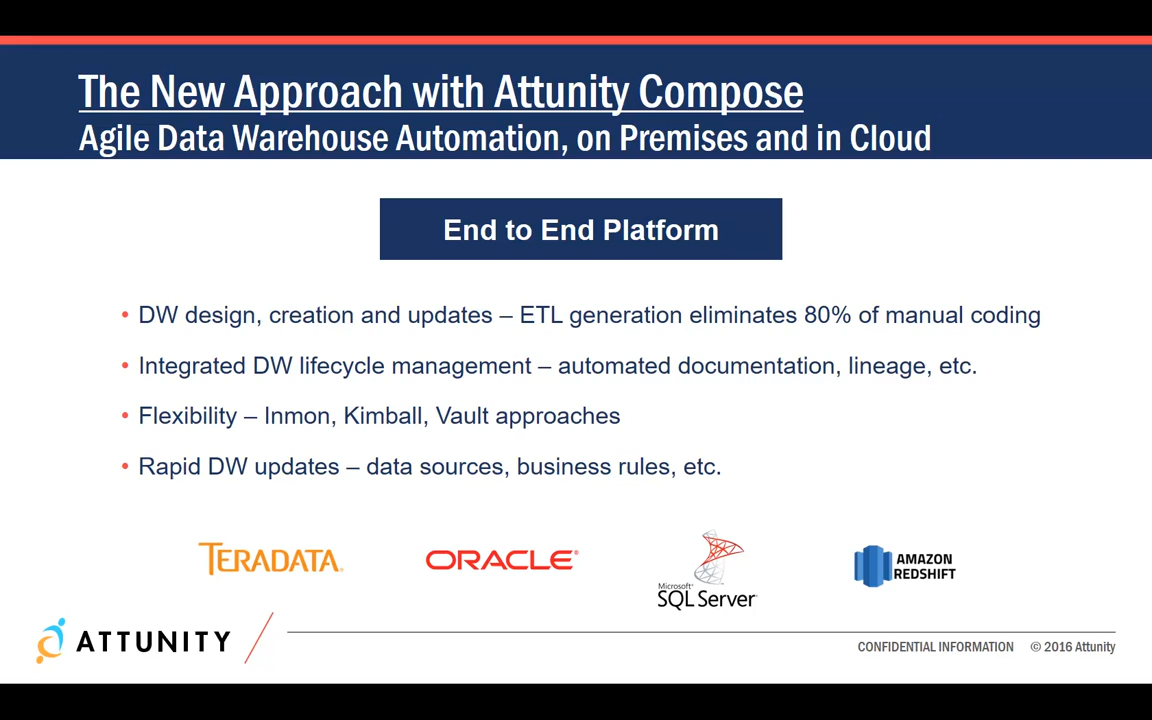 The New Approach with Attunity Compose
Agile Data Warehouse Automation, on Premises and in Cloud
End to End Platform
• DW design, creation and updates – ETL generation eliminates 80% of manual coding
• Integrated DW lifecycle management – automated documentation, lineage, etc.
• Flexibility – Inmon, Kimball, Vault approaches
• Rapid DW updates – data sources, business rules, etc.
TERADATA.
ORACLE®
Microsoft®
SQL Server®
AMAZON
REDSHIFT
ATTUNITY
CONFIDENTIAL INFORMATION © 2016 Attunity